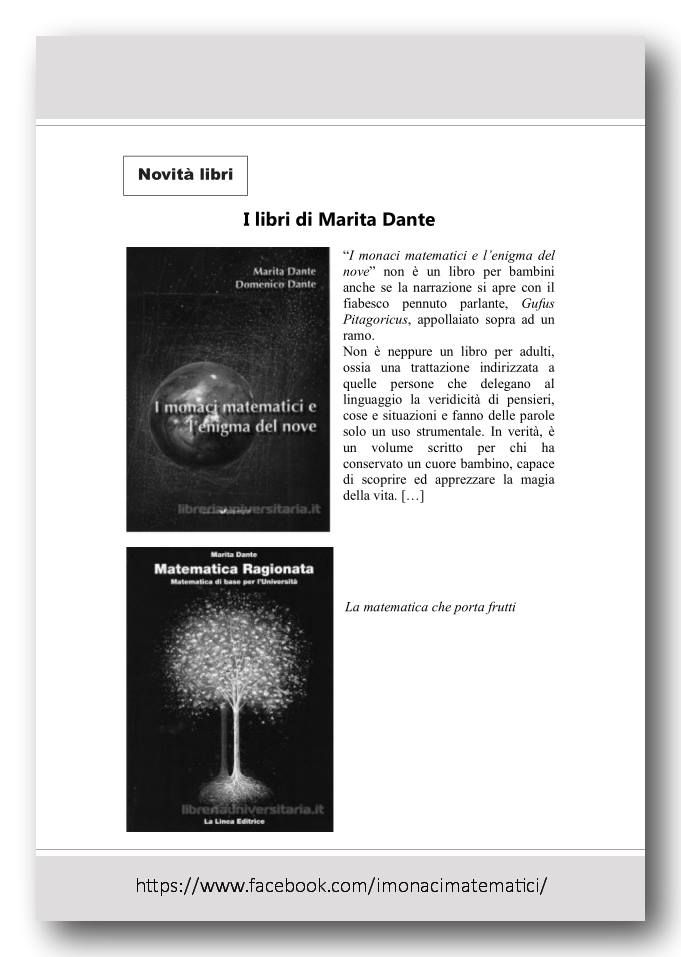 Novità libri
I libri di Marita Dante
Marita Dante
Domenico Dante
I monaci matematici e
l'enigma del nove
libreriauniversitaria.it
“I monaci matematici e l’enigma del
nove” non è un libro per bambini
anche se la narrazione si apre con il
fiabesco pennuto parlante, Gufus
Pitagoricus, appollaiato sopra ad un
ramo.
Non è neppure un libro per adulti,
ossia una trattazione indirizzata a
quelle persone che delegano al
linguaggio la veridicità di pensieri,
cose e situazioni e fanno delle parole
solo un uso strumentale. In verità, è
un volume scritto per chi ha
conservato un cuore bambino, capace
di scoprire ed apprezzare la magia
della vita. […]
Marita Dante
Matematica Ragionata
Matematica di base per l'Università
libreriauniversitaria.it
La Linea Editrice
La matematica che porta frutti
https://www.facebook.com/imonacimatematici/